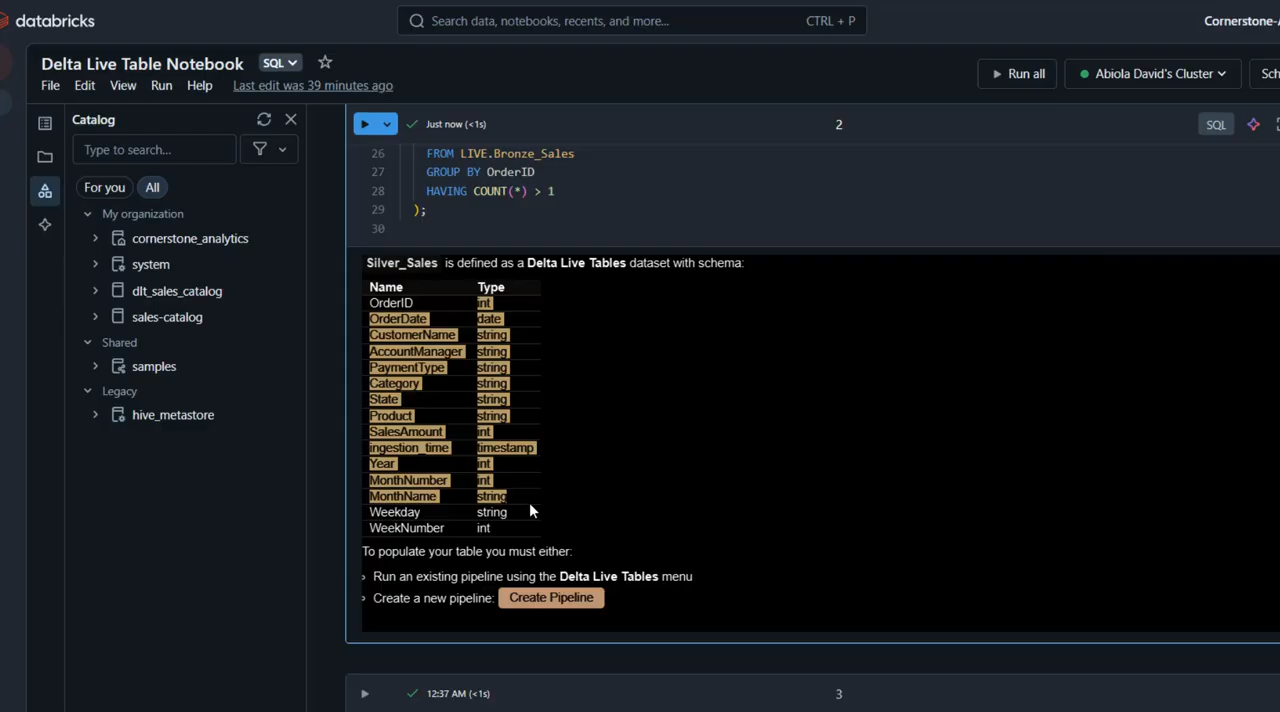 databricks
Search data, notebooks, recents, and more...
CTRL + P
Cornerstone-
Delta Live Table Notebook
SQL
File
Edit
View
Run
Help
Last edit was 39 minutes ago
Run all
Abiola David's Cluster
Sch
Catalog
Type to search...
For you
All
My organization
cornerstone_analytics
system
dlt_sales_catalog
sales-catalog
Shared
samples
Legacy
hive_metastore
Just now (<1s)
2
SQL
26 FROM LIVE.Bronze_Sales
27 GROUP BY OrderID
28 HAVING COUNT(*) > 1
29 );
30
Silver_Sales is defined as a Delta Live Tables dataset with schema:
Name Type
OrderID int
OrderDate date
CustomerName string
AccountManager string
PaymentType string
Category string
State string
Product string
SalesAmount int
ingestion_time timestamp
Year int
MonthNumber int
MonthName string
Weekday string
WeekNumber int
To populate your table you must either:
Run an existing pipeline using the Delta Live Tables menu
Create a new pipeline: Create Pipeline
12:37 AM (<1s)
3